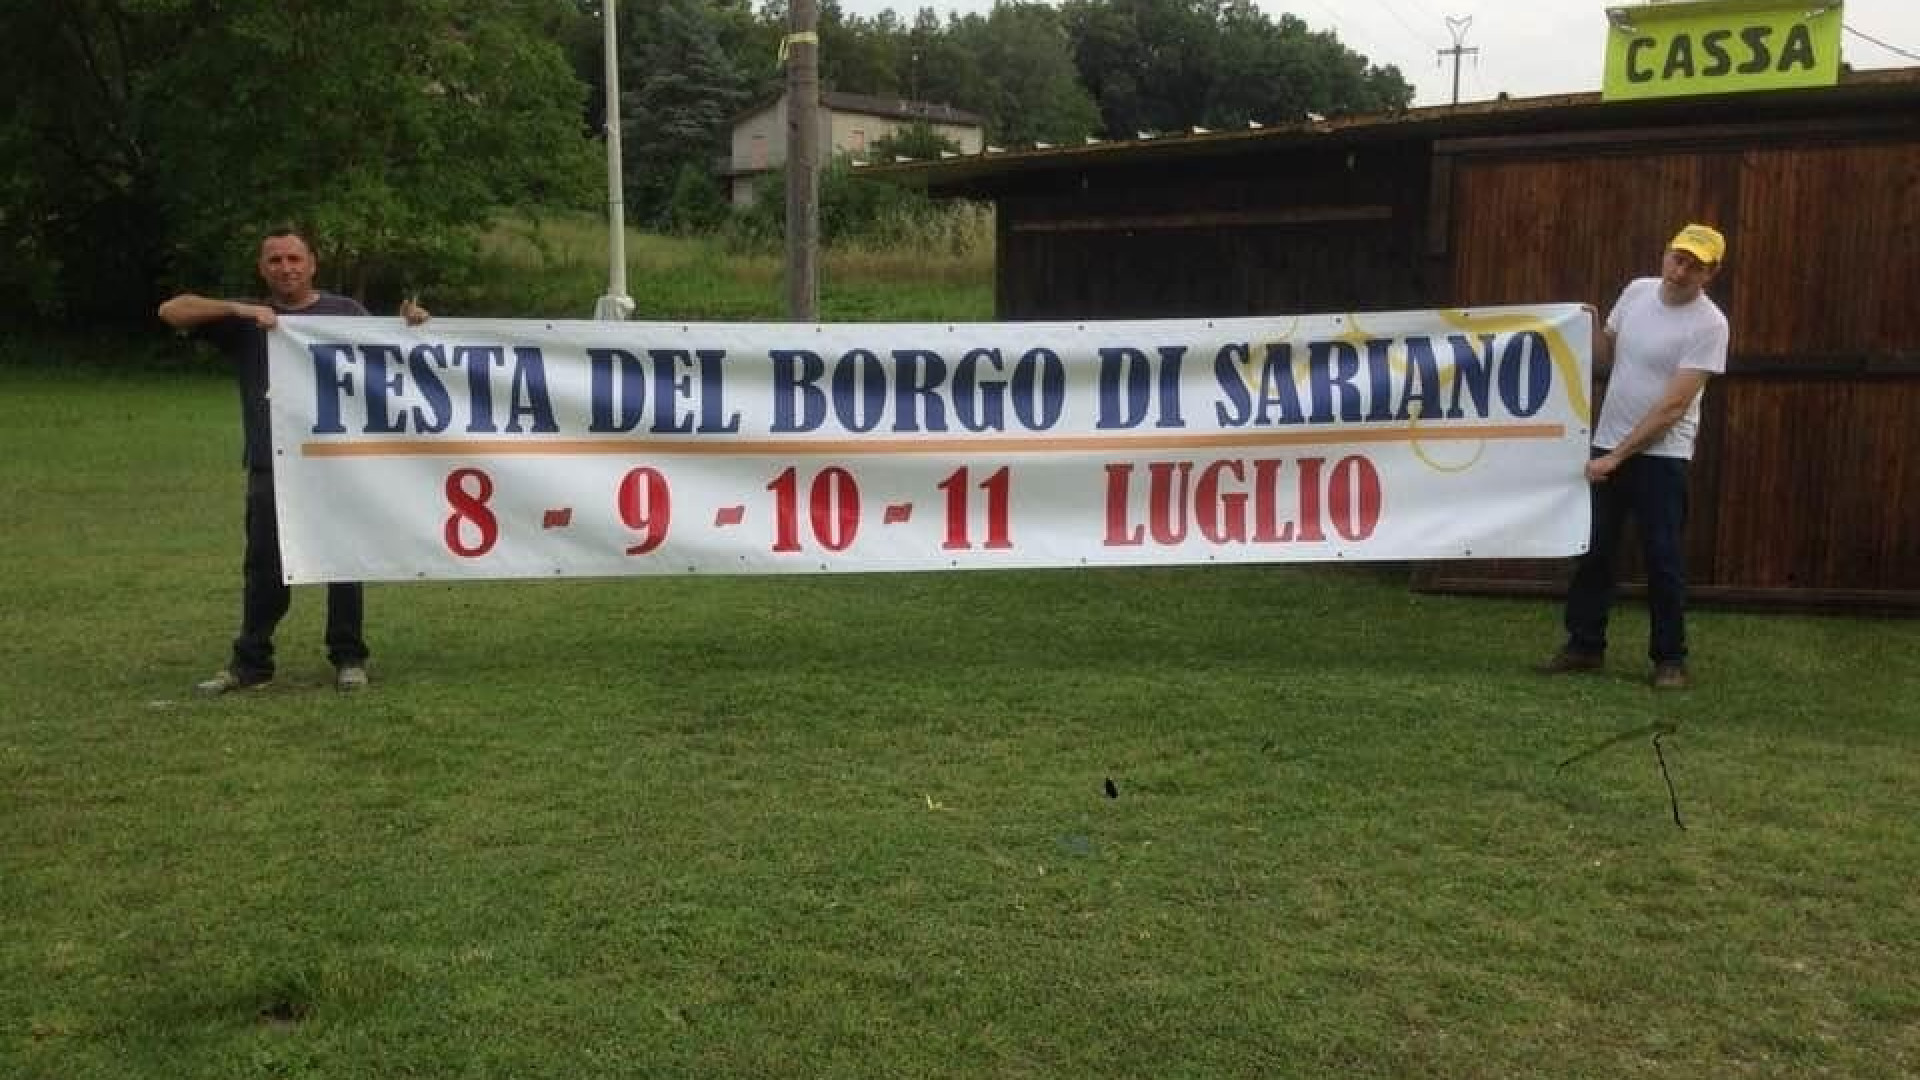 CASSA
FESTA DEL BORGO DI SARIANO
8 - 9 - 10 - 11 LUGLIO